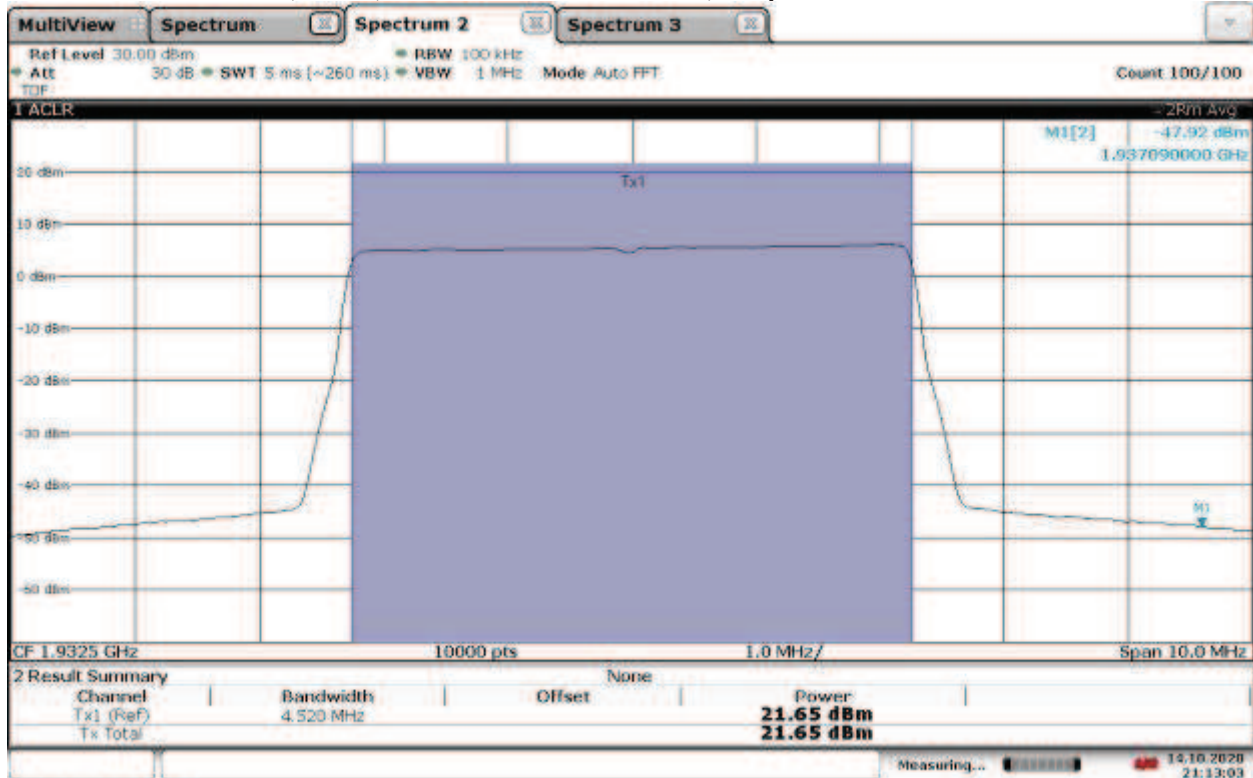 MultiView Spectrum Spectrum 2 Spectrum 3
Ref Level 30.00 dBm RBW 100 kHz
Att 30 dB SWT 5 ms (~260 ms) VBW 1 MHz Mode Auto FFT Count 100/100
TDF
1 ACLR 2Rm Avg
M1[2] -47.92 dBm
1.937090000 GHz
20 dBm
Tx1
10 dBm
0 dBm
-10 dBm
-20 dBm
-30 dBm
-40 dBm
M1
-50 dBm
CF 1.9325 GHz 10000 pts 1.0 MHz/ Span 10.0 MHz
2 Result Summary None
Channel Bandwidth Offset Power
Tx1 (Ref) 4.520 MHz 21.65 dBm
Tx Total 21.65 dBm
Measuring... 14.10.2020
21:13:03